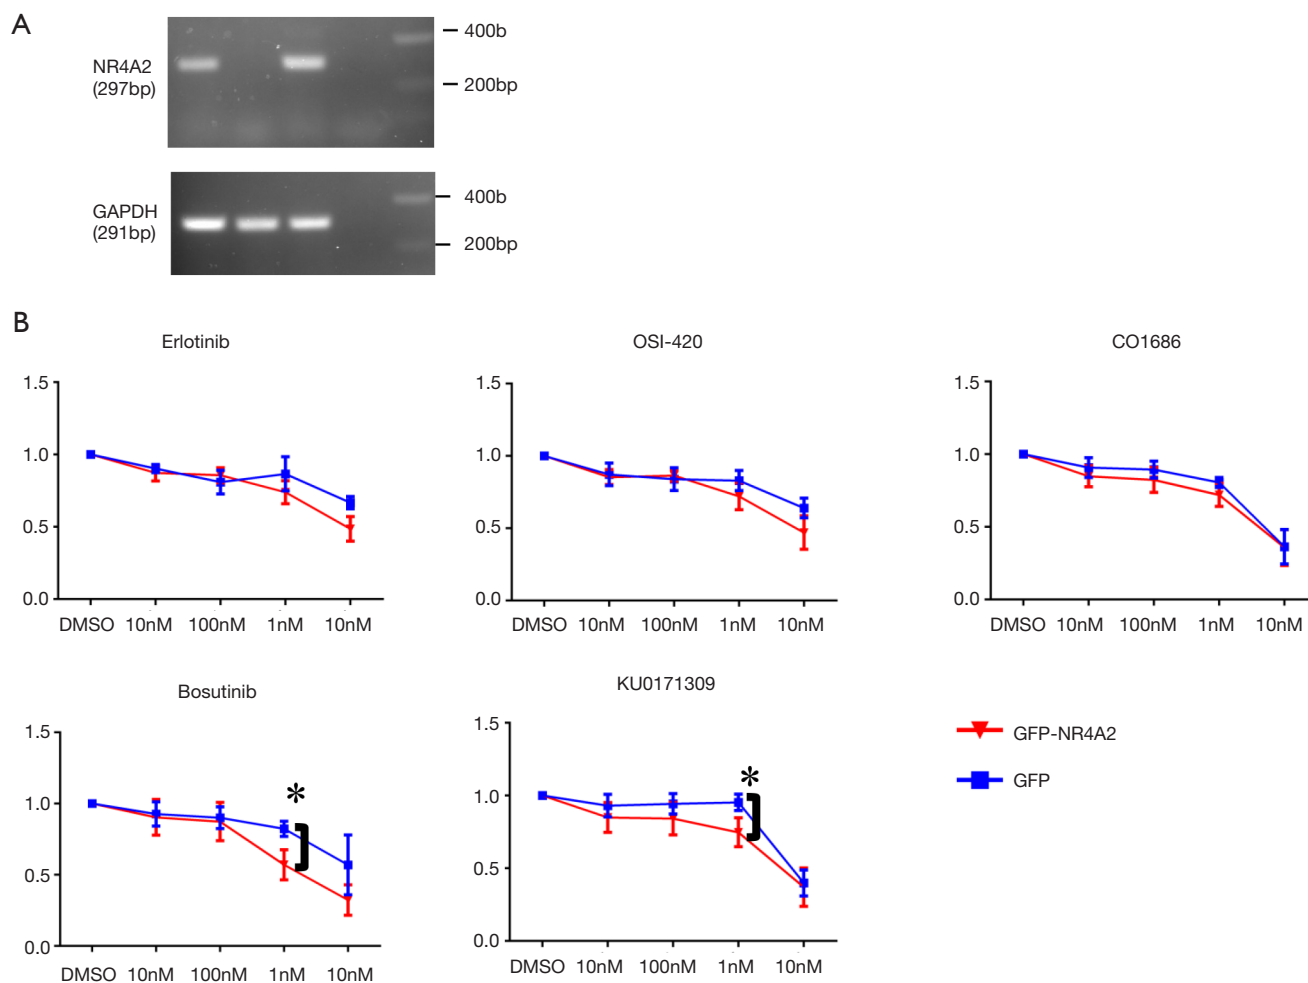 A
NR4A2
(297bp)
400b
200bp
GAPDH
(291bp)
400b
200bp
B
Erlotinib
1.5
1.0
0.5
0.0
DMSO 10nM 100nM 1nM 10nM
OSI-420
1.5
1.0
0.5
0.0
DMSO 10nM 100nM 1nM 10nM
CO1686
1.5
1.0
0.5
0.0
DMSO 10nM 100nM 1nM 10nM
Bosutinib
1.5
1.0
0.5
0.0
*
DMSO 10nM 100nM 1nM 10nM
KU0171309
1.5
1.0
0.5
0.0
*
DMSO 10nM 100nM 1nM 10nM
GFP-NR4A2
GFP